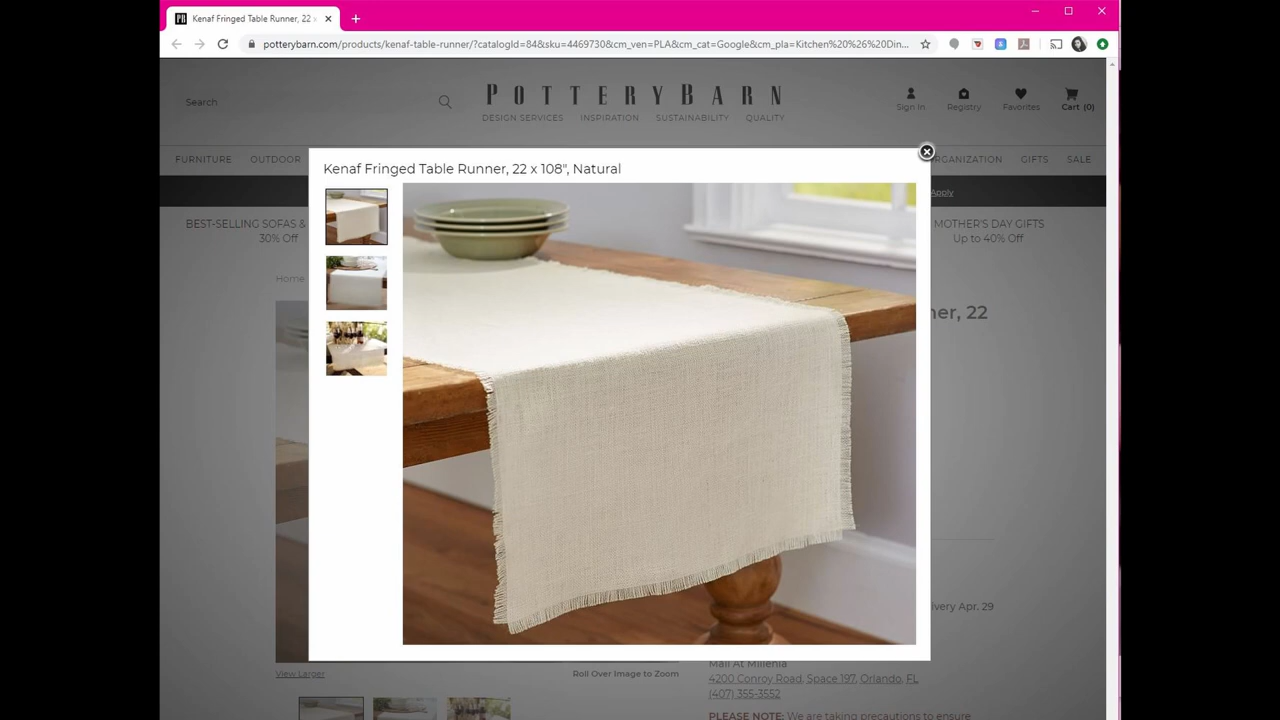 PB Kenaf Fringed Table Runner, 22 x
potterybarn.com/products/kenaf-table-runner/?catalogId=84&sku=4469730&cm_ven=PLA&cm_cat=Google&cm_pla=Kitchen%20%26%20Din...
Search
POTTERYBARN
DESIGN SERVICES INSPIRATION SUSTAINABILITY QUALITY
Sign In Registry Favorites Cart (0)
FURNITURE OUTDOOR RGANIZATION GIFTS SALE
Apply
BEST-SELLING SOFAS &
30% Off
MOTHER'S DAY GIFTS
Up to 40% Off
Home
Kenaf Fringed Table Runner, 22 x 108", Natural
ner, 22
ivery Apr. 29
View Larger
Roll Over Image to Zoom
Mall At Millenia
4200 Conroy Road, Space 197, Orlando, FL
(407) 355-3552
PLEASE NOTE: We are taking precautions to ensure